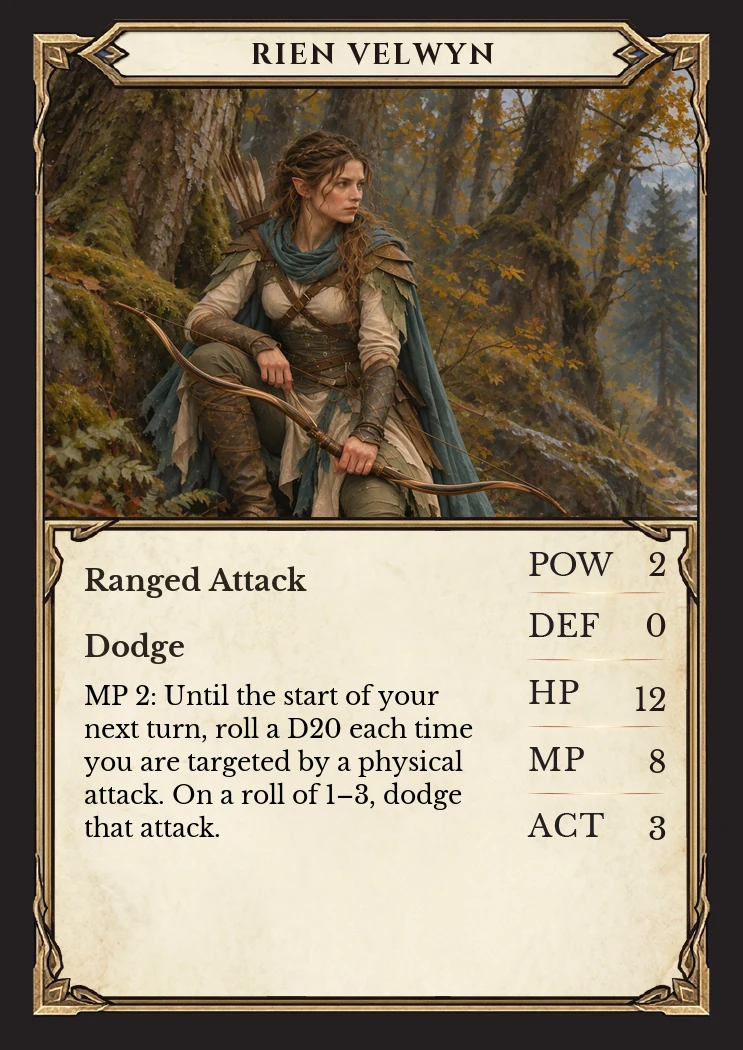 RIEN VELWYN
Ranged Attack
Dodge
MP 2: Until the start of your
next turn, roll a D20 each time
you are targeted by a physical
attack. On a roll of 1–3, dodge
that attack.
POW 2
DEF 0
HP 12
MP 8
ACT 3